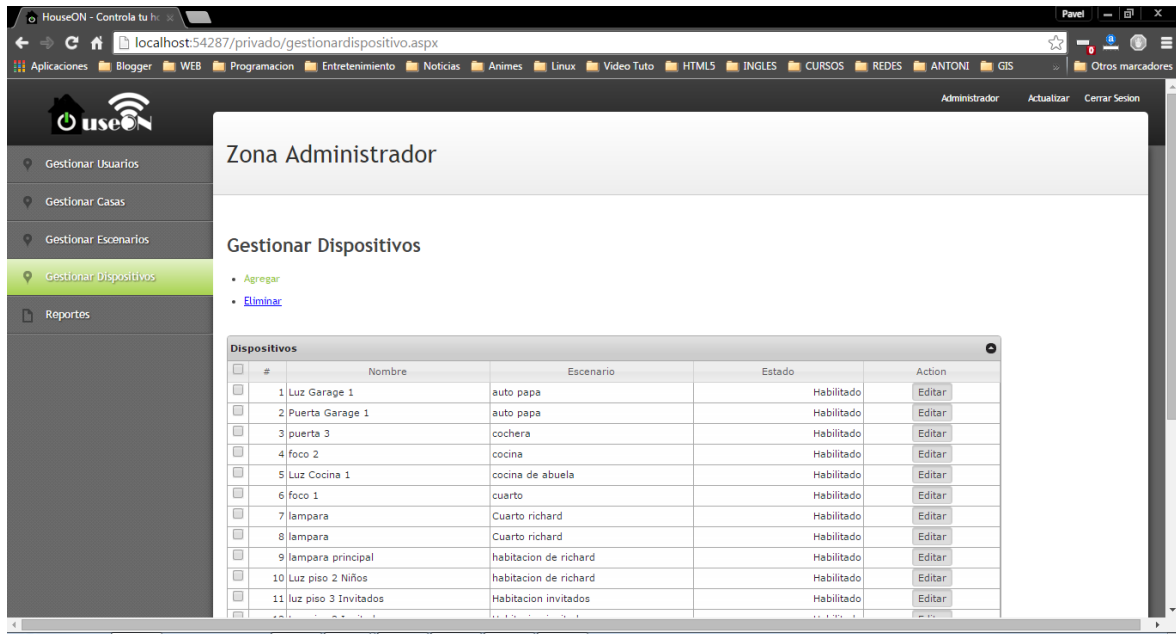 HouseON - Controla tu ho
Pavel
localhost:54287/privado/gestionardispositivo.aspx
Aplicaciones Blogger WEB Programacion Entretenimiento Noticias Animes Linux Video Tuto HTML5 INGLES CURSOS REDES ANTONI GIS » Otros marcadores
useON
Administrador Actualizar Cerrar Sesion
Zona Administrador
Gestionar Usuarios
Gestionar Casas
Gestionar Escenarios
Gestionar Dispositivos
Reportes
Gestionar Dispositivos
Agregar
Eliminar
Dispositivos
# Nombre Escenario Estado Action
1 Luz Garage 1 auto papa Habilitado Editar
2 Puerta Garage 1 auto papa Habilitado Editar
3 puerta 3 cochera Habilitado Editar
4 foco 2 cocina Habilitado Editar
5 Luz Cocina 1 cocina de abuela Habilitado Editar
6 foco 1 cuarto Habilitado Editar
7 lampara Cuarto richard Habilitado Editar
8 lampara Cuarto richard Habilitado Editar
9 lampara principal habitacion de richard Habilitado Editar
10 Luz piso 2 Niños habitacion de richard Habilitado Editar
11 luz piso 3 Invitados Habitacion invitados Habilitado Editar